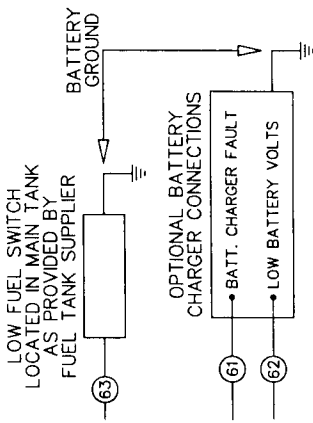 LOW FUEL SWITCH
LOCATED IN MAIN TANK
AS PROVIDED BY
FUEL TANK SUPPLIER
63
BATTERY
GROUND
OPTIONAL BATTERY
CHARGER CONNECTIONS
61
BATT. CHARGER FAULT
62
LOW BATTERY VOLTS